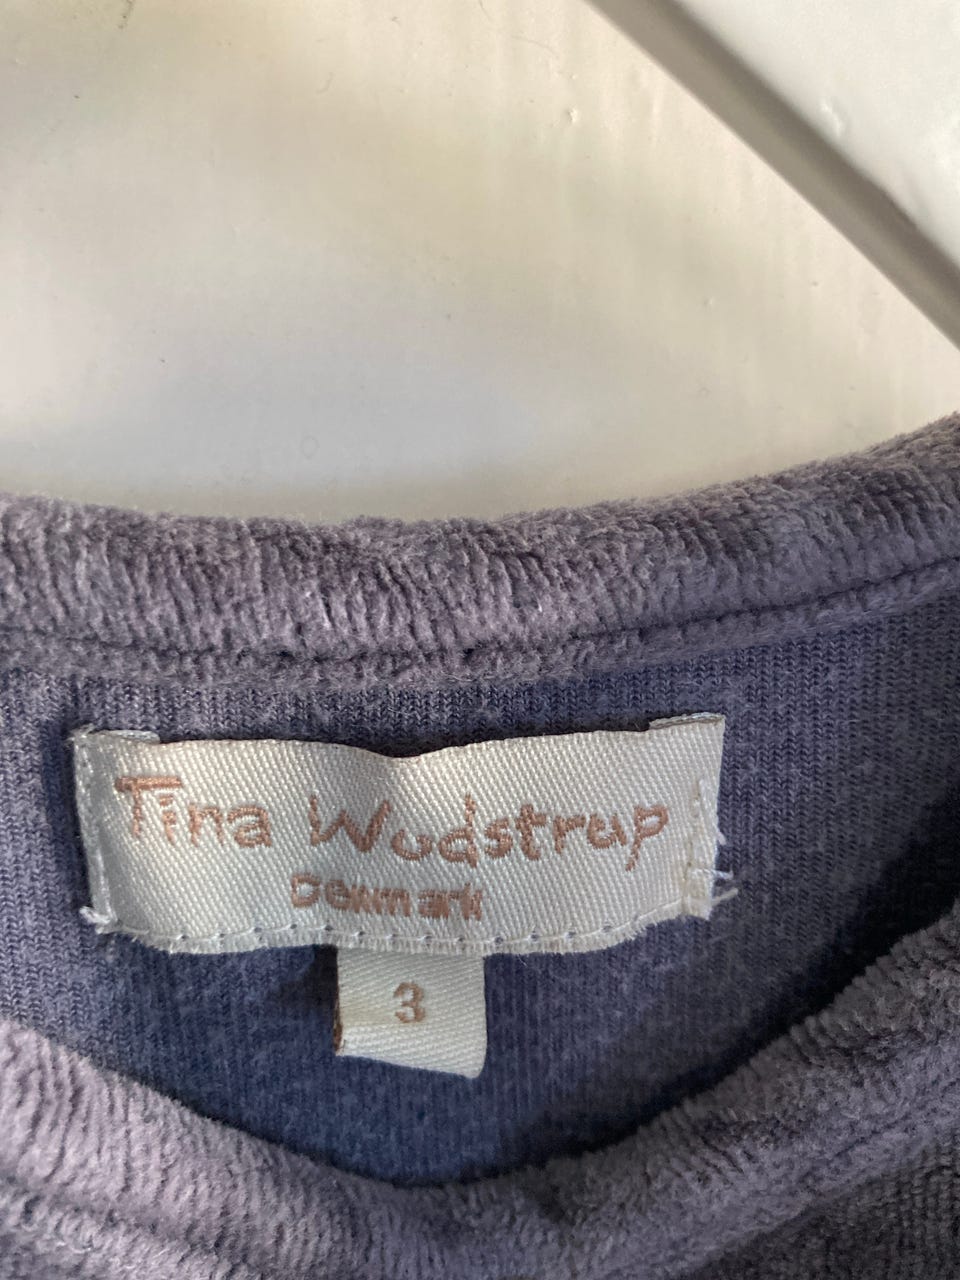 Tina Wodstrup
Denmark
3